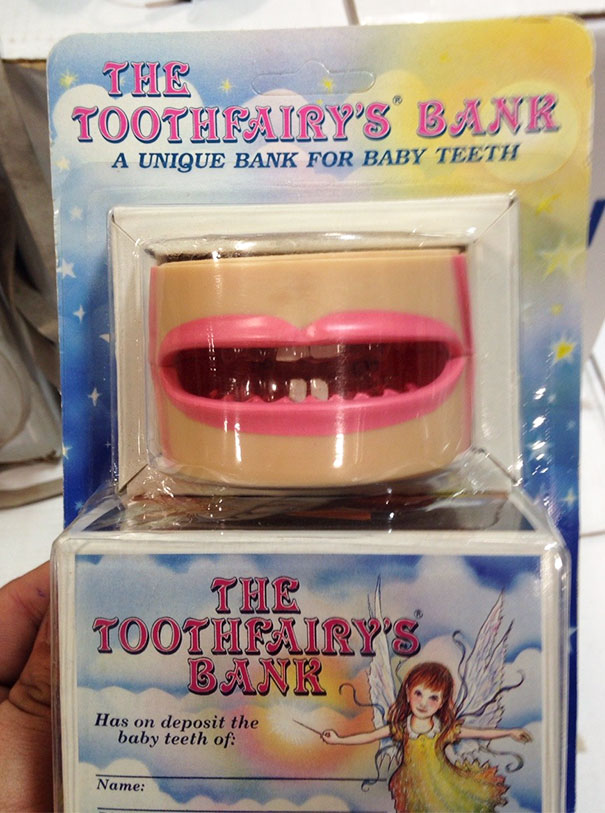 THE
TOOTHFAIRY'S® BANK
A UNIQUE BANK FOR BABY TEETH
THE
TOOTHFAIRY'S®
BANK
Has on deposit the
baby teeth of:
Name: